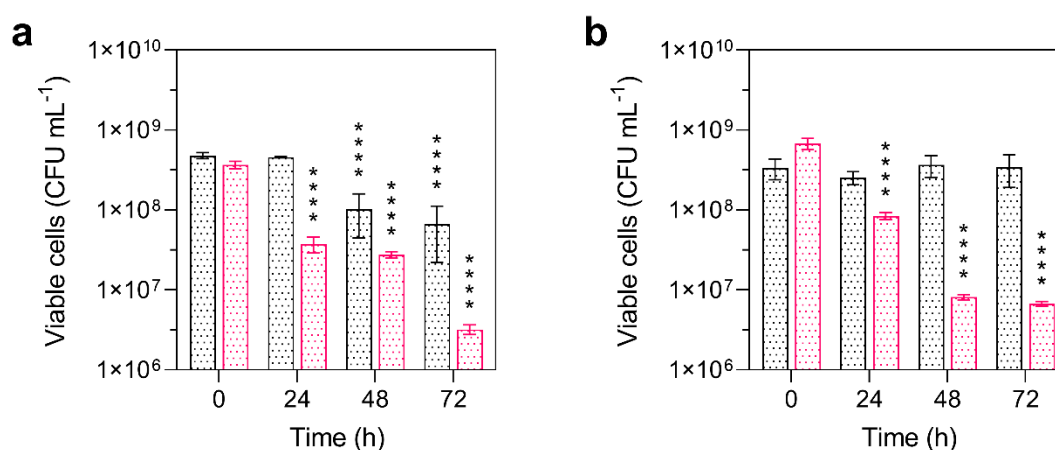 a
Viable cells (CFU mL⁻¹)
1×10¹⁰
1×10⁹
1×10⁸
1×10⁷
1×10⁶
****
****
****
****
****
0 24 48 72
Time (h)
b
Viable cells (CFU mL⁻¹)
1×10¹⁰
1×10⁹
1×10⁸
1×10⁷
1×10⁶
****
****
****
0 24 48 72
Time (h)